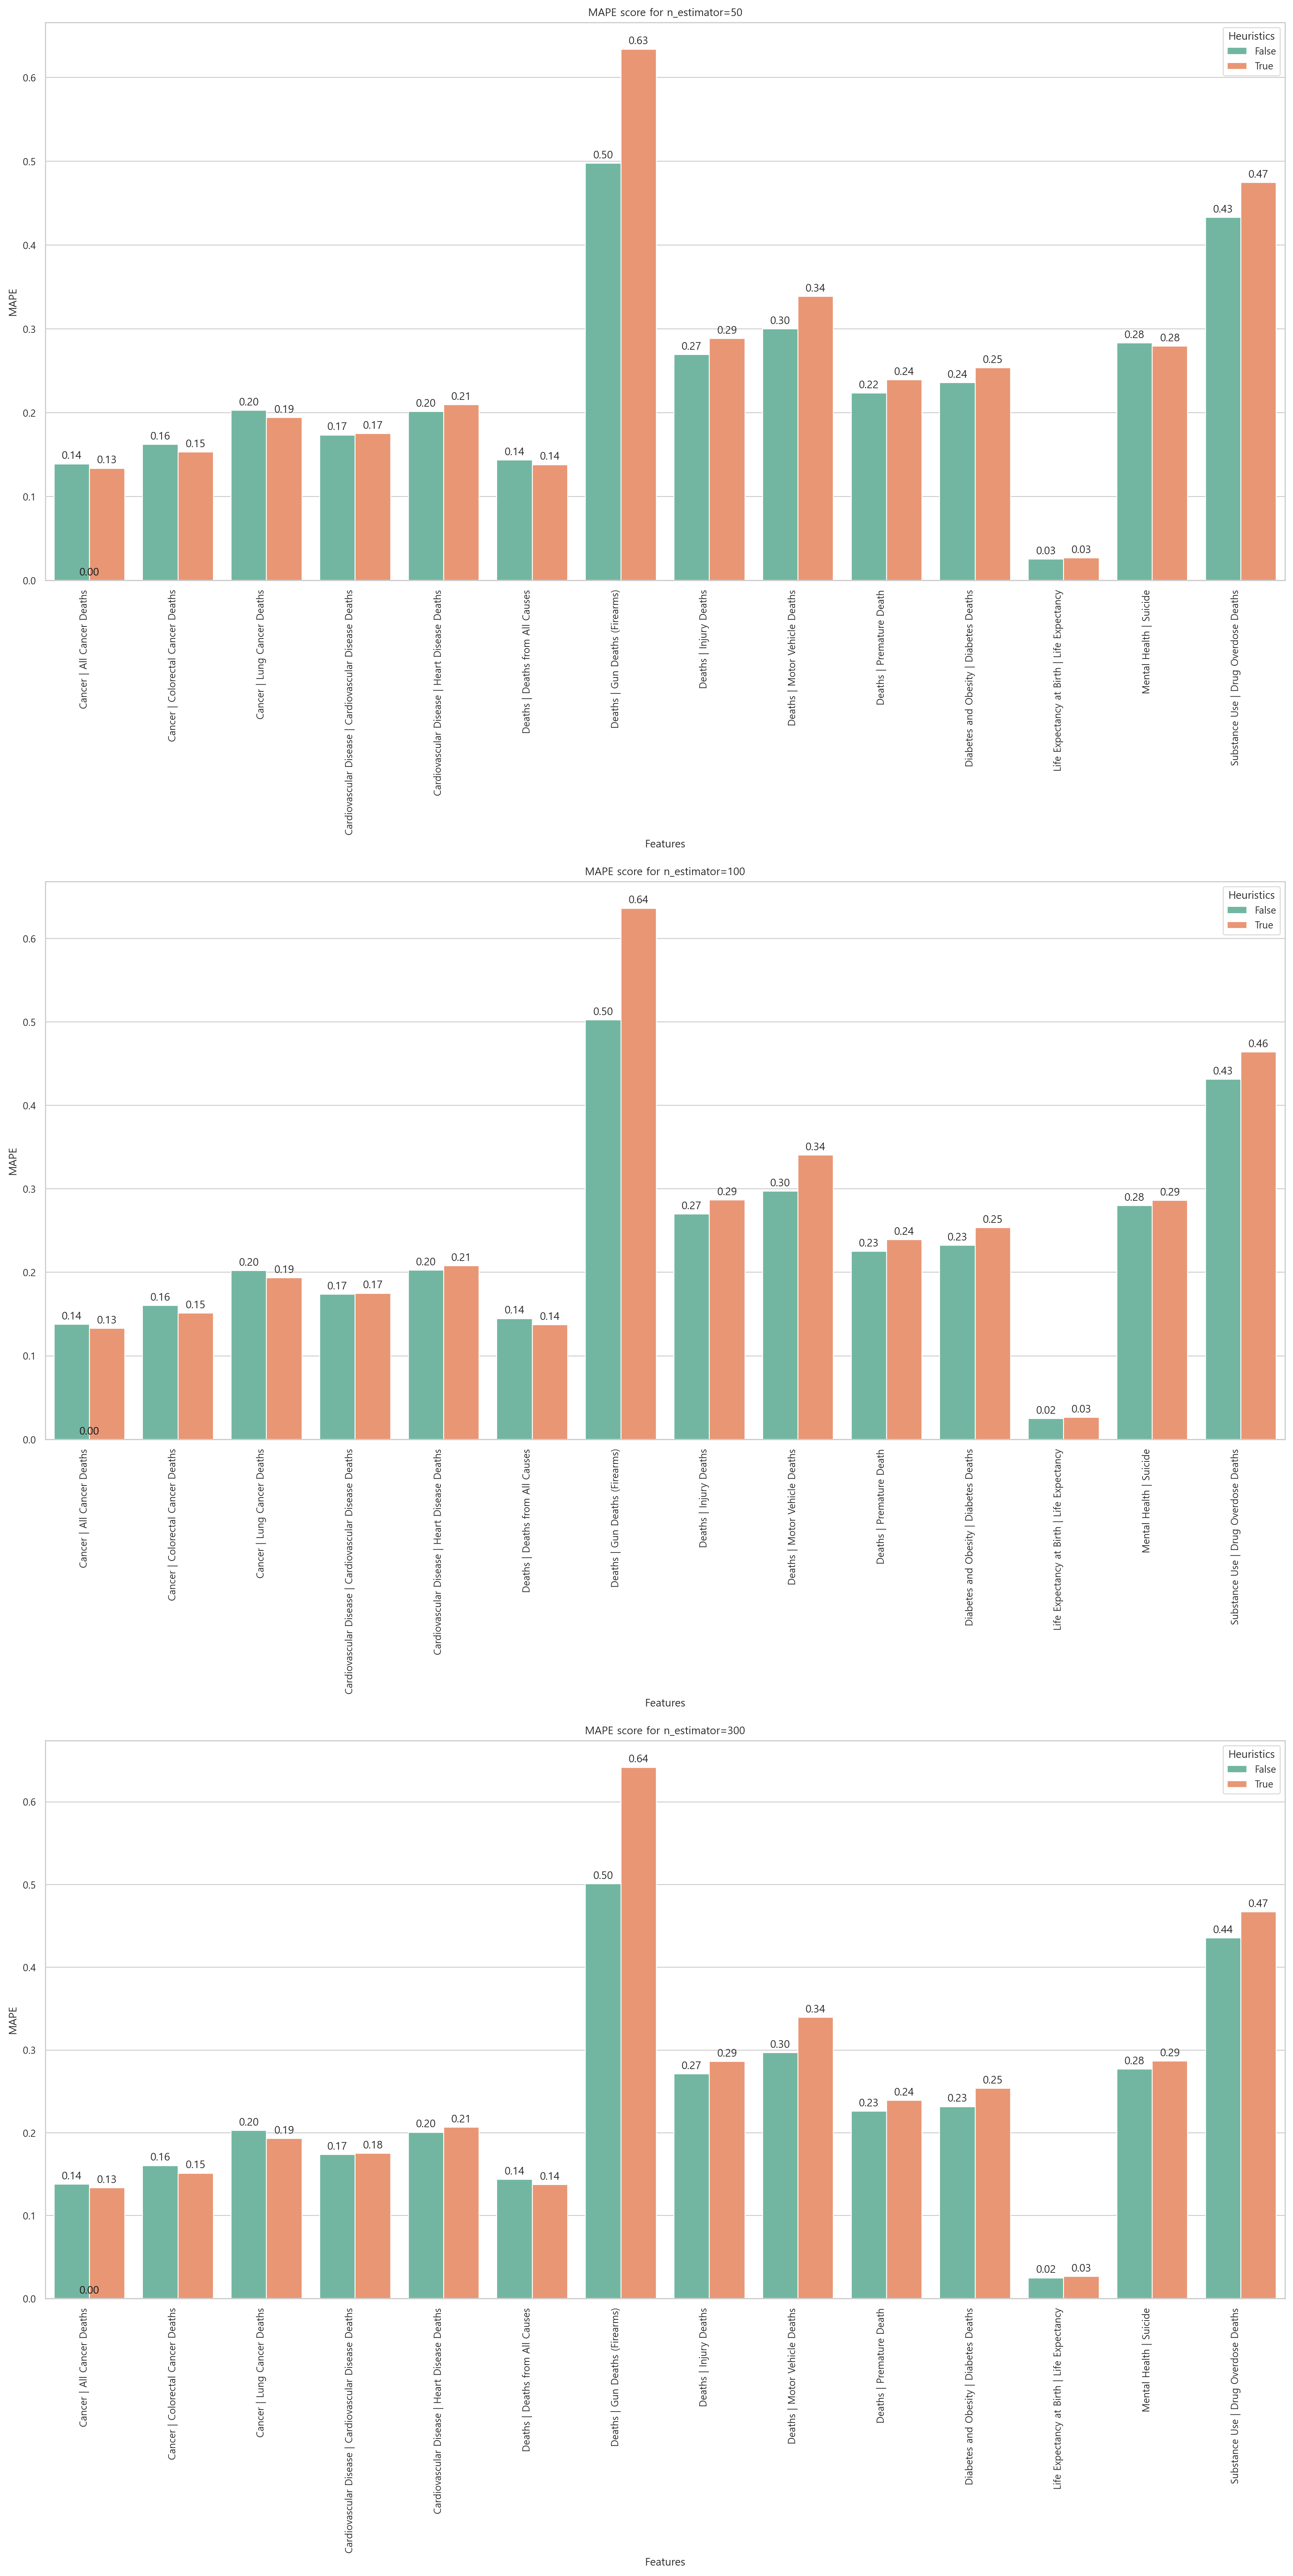 MAPE score for n_estimator=50
Heuristics
False
True
MAPE
0.6
0.5
0.4
0.3
0.2
0.1
0.0
0.14
0.13
0.00
0.16
0.15
0.20
0.19
0.17
0.17
0.20
0.21
0.14
0.14
0.50
0.63
0.27
0.29
0.30
0.34
0.22
0.24
0.24
0.25
0.03
0.03
0.28
0.28
0.43
0.47
Cancer | All Cancer Deaths
Cancer | Colorectal Cancer Deaths
Cancer | Lung Cancer Deaths
Cardiovascular Disease | Cardiovascular Disease Deaths
Cardiovascular Disease | Heart Disease Deaths
Deaths | Deaths from All Causes
Deaths | Gun Deaths (Firearms)
Deaths | Injury Deaths
Deaths | Motor Vehicle Deaths
Deaths | Premature Death
Diabetes and Obesity | Diabetes Deaths
Life Expectancy at Birth | Life Expectancy
Mental Health | Suicide
Substance Use | Drug Overdose Deaths
Features
MAPE score for n_estimator=100
Heuristics
False
True
MAPE
0.6
0.5
0.4
0.3
0.2
0.1
0.0
0.14
0.13
0.00
0.16
0.15
0.20
0.19
0.17
0.17
0.20
0.21
0.14
0.14
0.50
0.64
0.27
0.29
0.30
0.34
0.23
0.24
0.23
0.25
0.02
0.03
0.28
0.29
0.43
0.46
Cancer | All Cancer Deaths
Cancer | Colorectal Cancer Deaths
Cancer | Lung Cancer Deaths
Cardiovascular Disease | Cardiovascular Disease Deaths
Cardiovascular Disease | Heart Disease Deaths
Deaths | Deaths from All Causes
Deaths | Gun Deaths (Firearms)
Deaths | Injury Deaths
Deaths | Motor Vehicle Deaths
Deaths | Premature Death
Diabetes and Obesity | Diabetes Deaths
Life Expectancy at Birth | Life Expectancy
Mental Health | Suicide
Substance Use | Drug Overdose Deaths
Features
MAPE score for n_estimator=300
Heuristics
False
True
MAPE
0.6
0.5
0.4
0.3
0.2
0.1
0.0
0.14
0.13
0.00
0.16
0.15
0.20
0.19
0.17
0.18
0.20
0.21
0.14
0.14
0.50
0.64
0.27
0.29
0.30
0.34
0.23
0.24
0.23
0.25
0.02
0.03
0.28
0.29
0.44
0.47
Cancer | All Cancer Deaths
Cancer | Colorectal Cancer Deaths
Cancer | Lung Cancer Deaths
Cardiovascular Disease | Cardiovascular Disease Deaths
Cardiovascular Disease | Heart Disease Deaths
Deaths | Deaths from All Causes
Deaths | Gun Deaths (Firearms)
Deaths | Injury Deaths
Deaths | Motor Vehicle Deaths
Deaths | Premature Death
Diabetes and Obesity | Diabetes Deaths
Life Expectancy at Birth | Life Expectancy
Mental Health | Suicide
Substance Use | Drug Overdose Deaths
Features